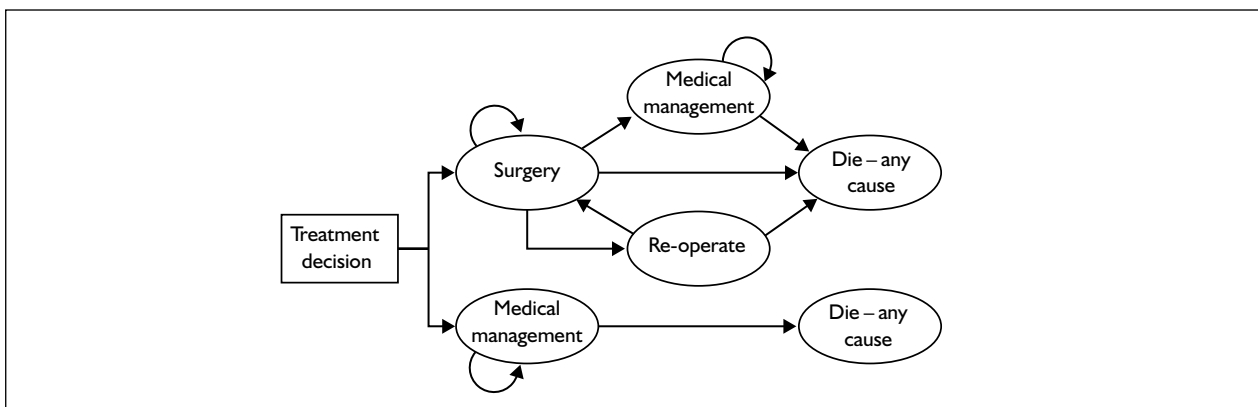 Medical
management
Surgery
Die – any
cause
Treatment
decision
Re-operate
Medical
management
Die – any
cause